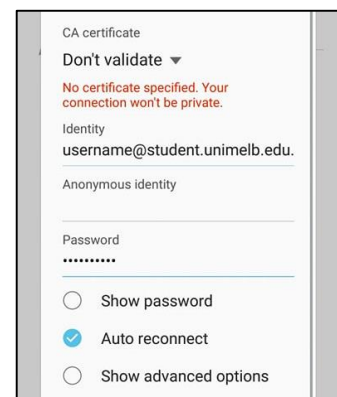 CA certificate
Don't validate
No certificate specified. Your
connection won't be private.
Identity
username@student.unimelb.edu.
Anonymous identity
Password
••••••••••
Show password
Auto reconnect
Show advanced options